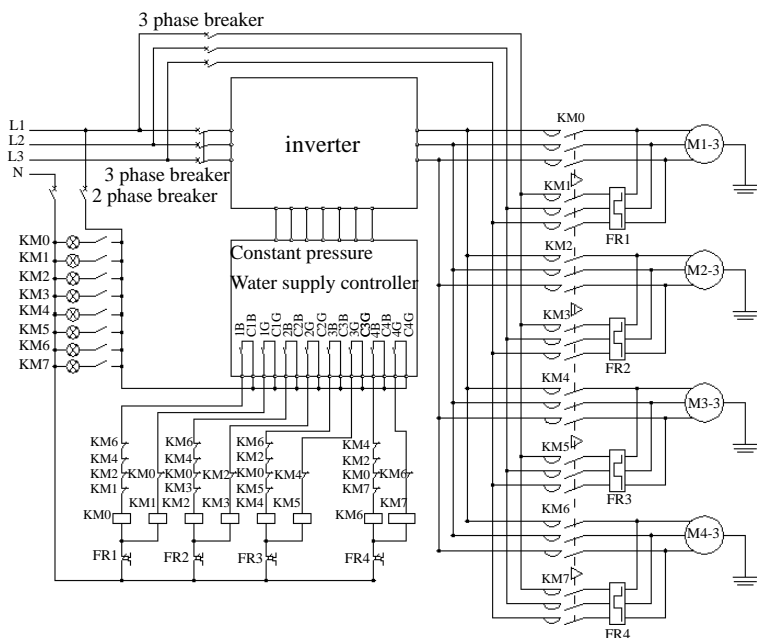 3 phase breaker
L1
L2
L3
N
inverter
3 phase breaker
2 phase breaker
KM0
KM1
KM2
KM3
KM4
KM5
KM6
KM7
Constant pressure
Water supply controller
1B
C1B
1G
C1G
2B
C2B
2G
C2G
3B
C3B
3G
C3G
4B
C4B
4G
C4G
KM6
KM4
KM2
KM1
KM0
KM0
KM1
KM6
KM4
KM0
KM3
KM2
KM2
KM3
KM6
KM2
KM0
KM5
KM4
KM4
KM5
KM4
KM2
KM0
KM7
KM6
KM6
KM7
FR1
FR2
FR3
FR4
KM0
M1-3
KM1
FR1
KM2
M2-3
KM3
FR2
KM4
M3-3
KM5
FR3
KM6
M4-3
KM7
FR4